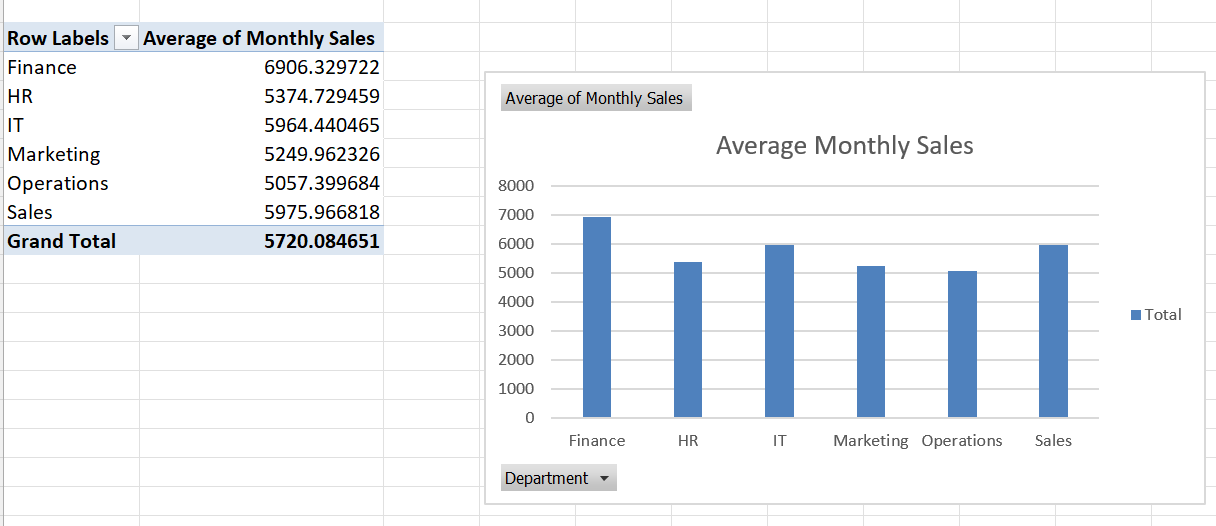 Row Labels Average of Monthly Sales
Finance 6906.329722
HR 5374.729459
IT 5964.440465
Marketing 5249.962326
Operations 5057.399684
Sales 5975.966818
Grand Total 5720.084651
Average of Monthly Sales
Average Monthly Sales
8000
7000
6000
5000
4000
3000
2000
1000
0
Finance HR IT Marketing Operations Sales
Total
Department